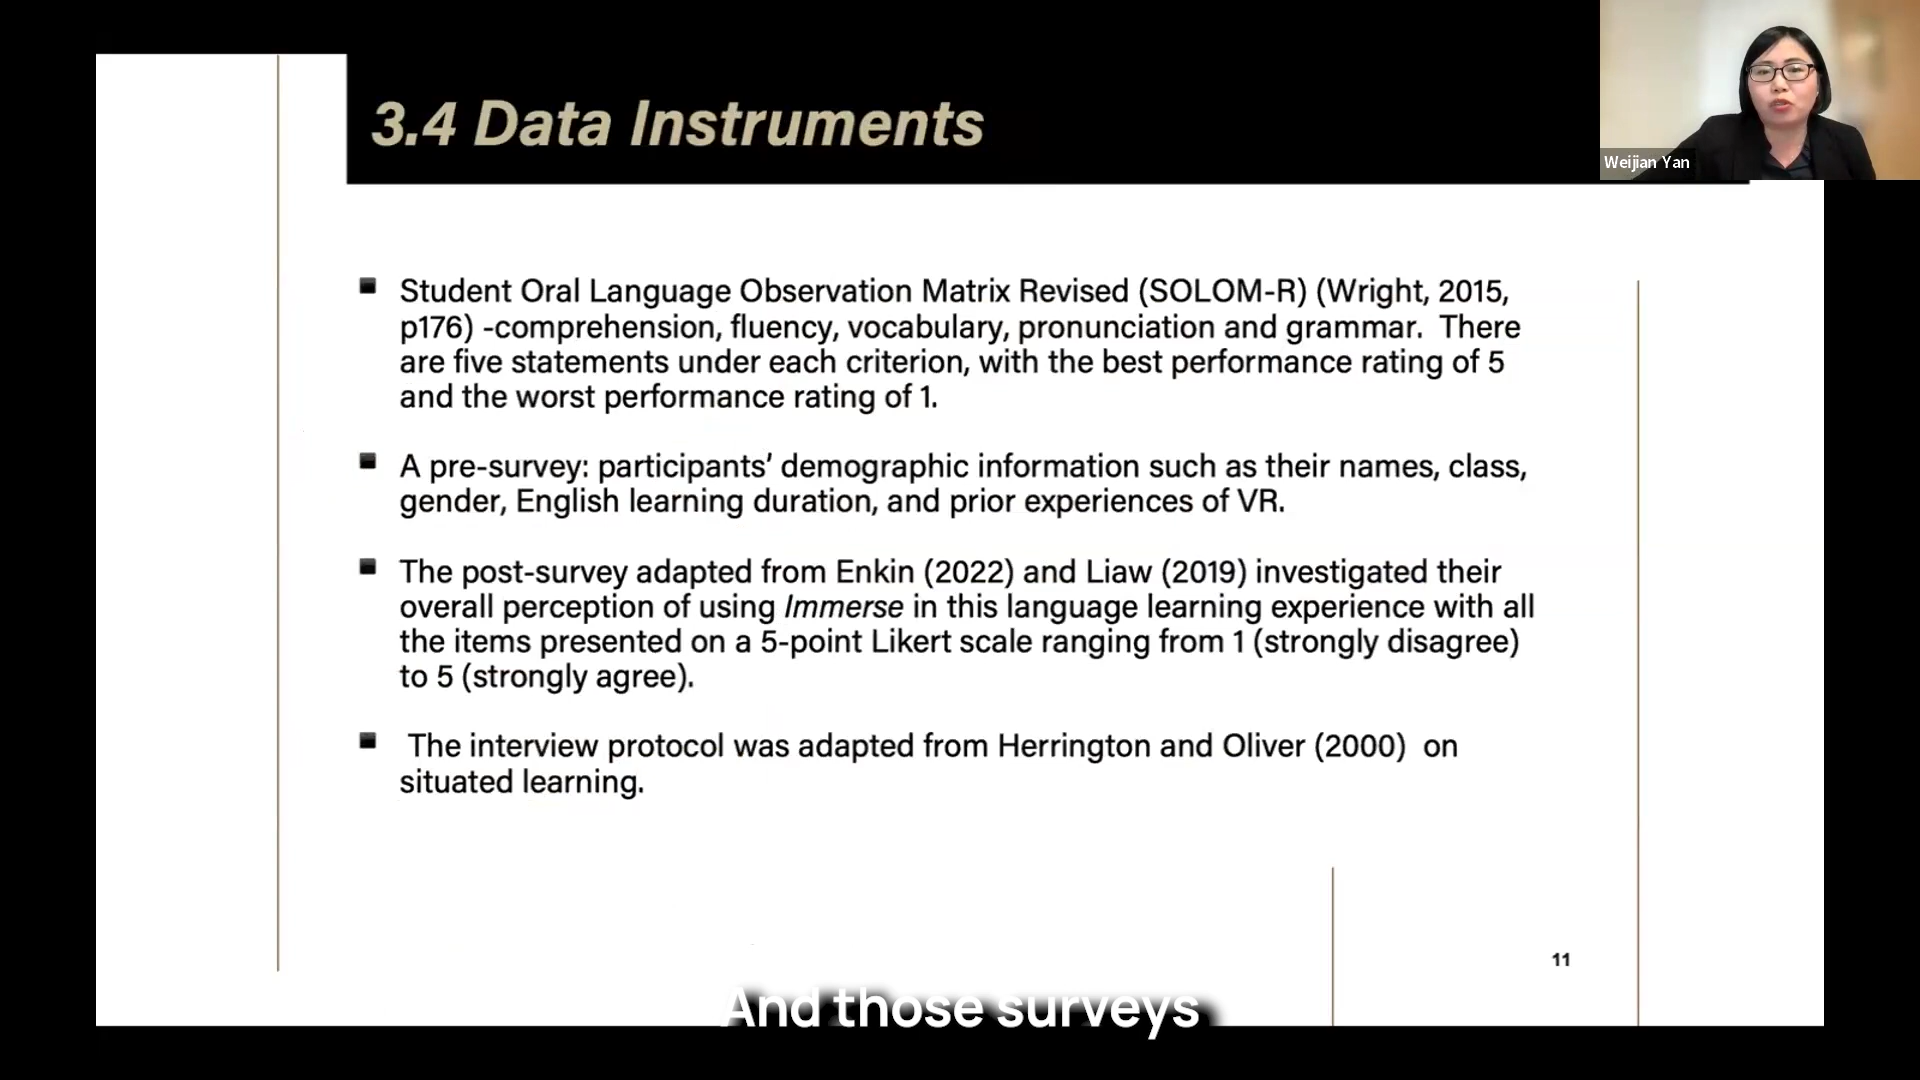 3.4 Data Instruments
Weijian Yan
Student Oral Language Observation Matrix Revised (SOLOM-R) (Wright, 2015,
p176) -comprehension, fluency, vocabulary, pronunciation and grammar. There
are five statements under each criterion, with the best performance rating of 5
and the worst performance rating of 1.
A pre-survey: participants’ demographic information such as their names, class,
gender, English learning duration, and prior experiences of VR.
The post-survey adapted from Enkin (2022) and Liaw (2019) investigated their
overall perception of using Immerse in this language learning experience with all
the items presented on a 5-point Likert scale ranging from 1 (strongly disagree)
to 5 (strongly agree).
The interview protocol was adapted from Herrington and Oliver (2000) on
situated learning.
11
And those surveys